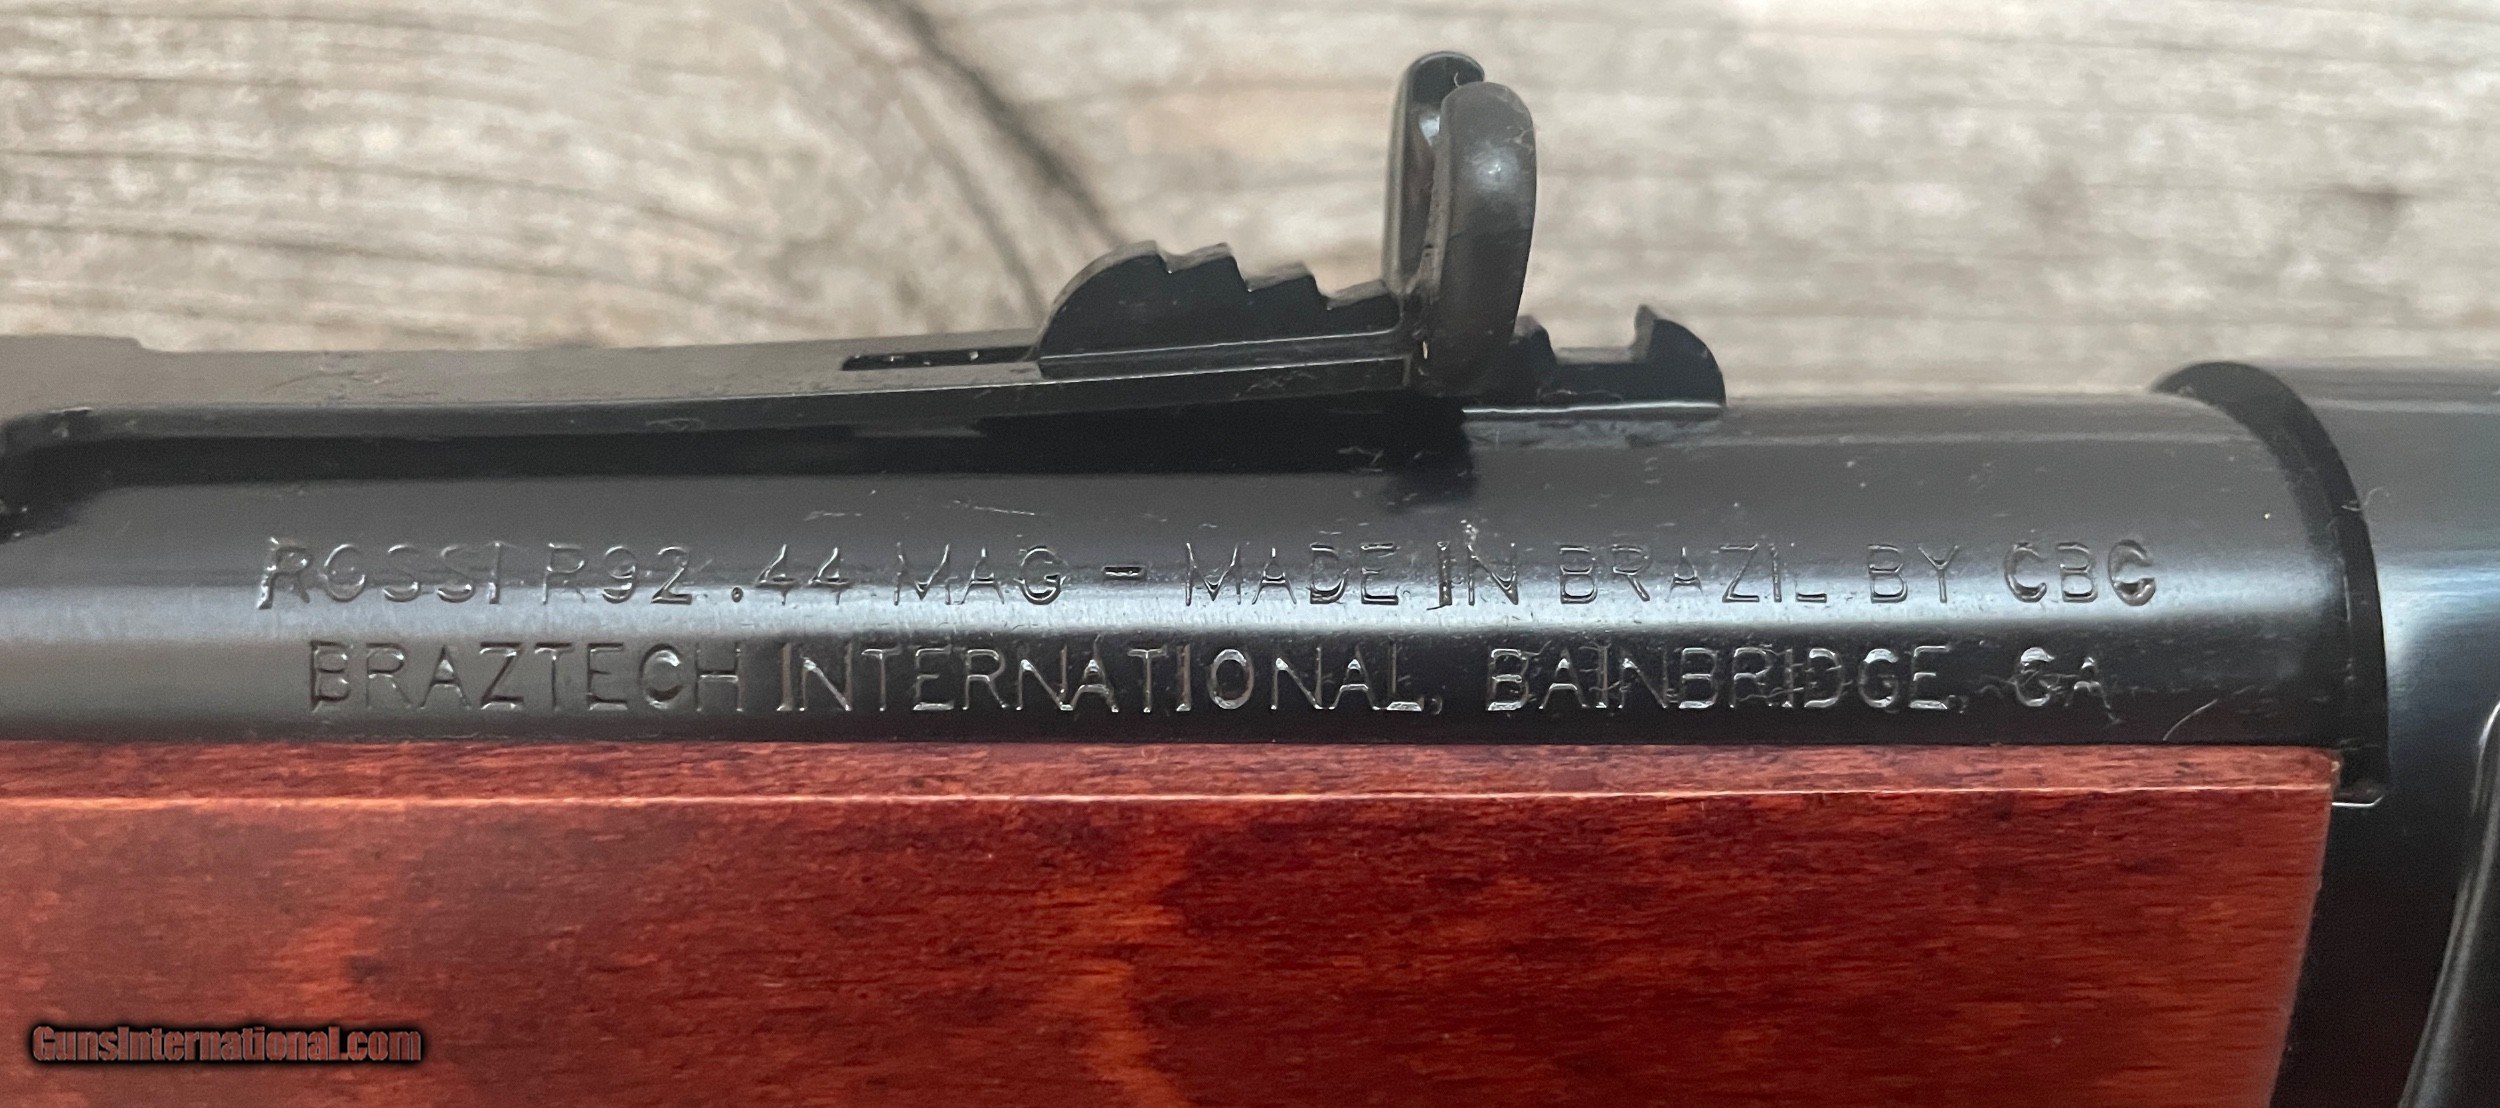 ROSSI R92 .44 MAG - MADE IN BRAZIL BY CBC
BRAZTECH INTERNATIONAL, BAINBRIDGE, GA
GunsInternational.com